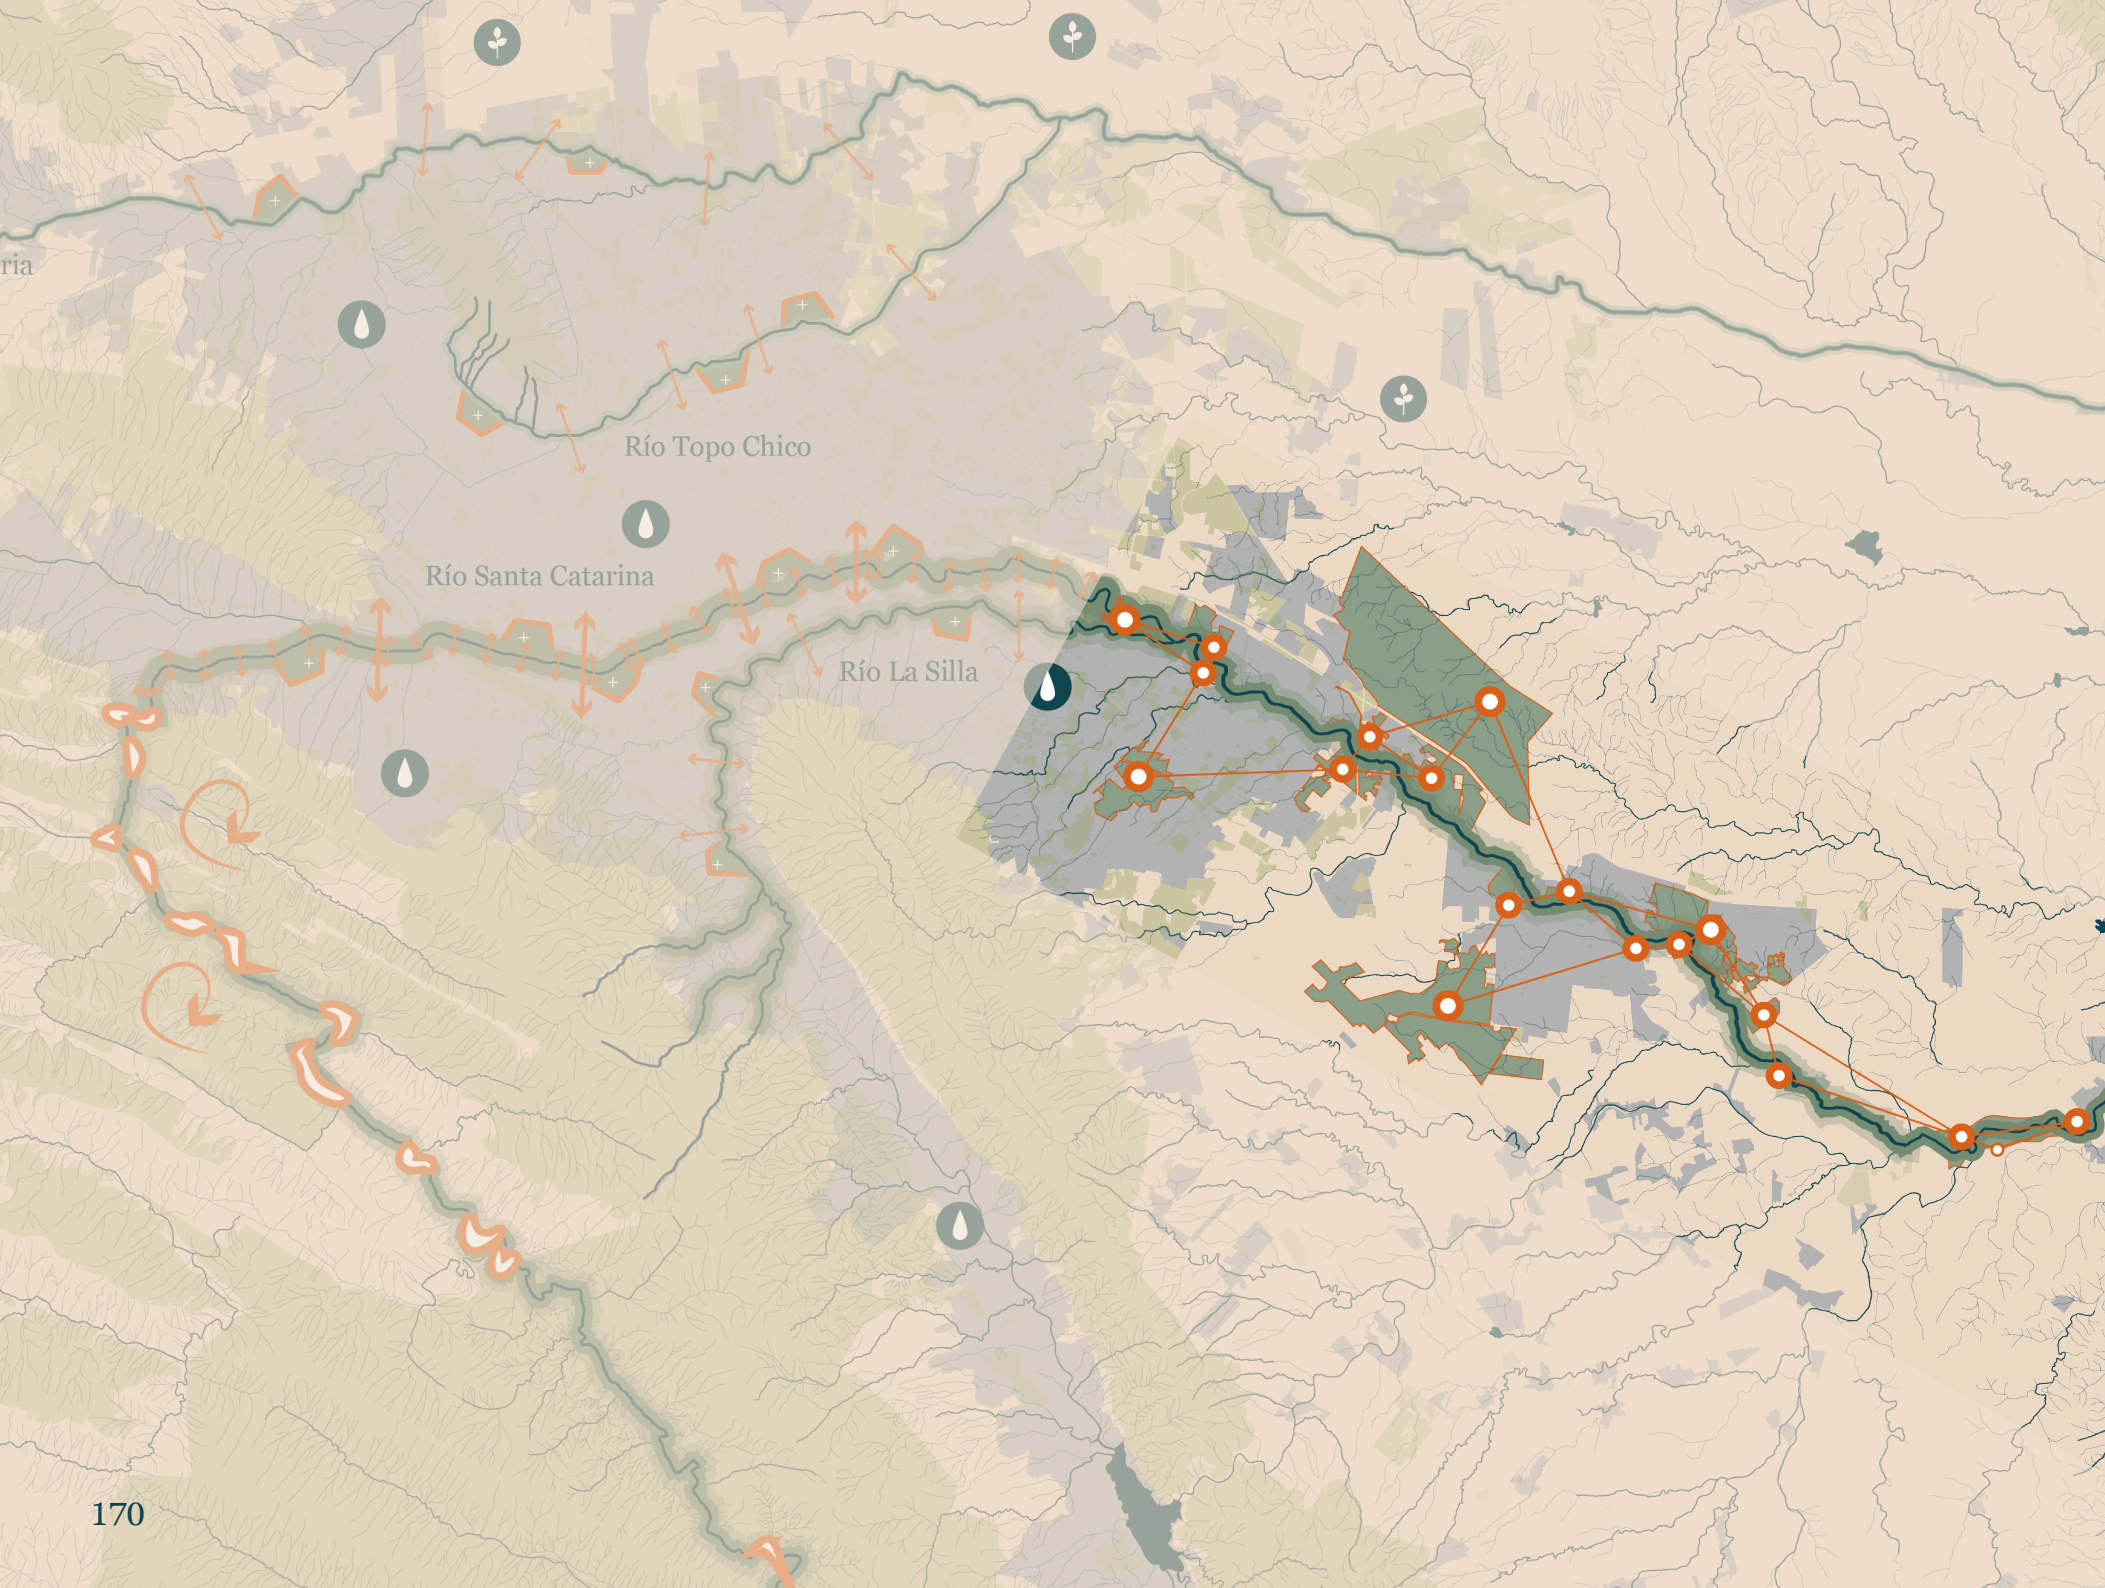 ria
Río Topo Chico
Río Santa Catarina
Río La Silla
170